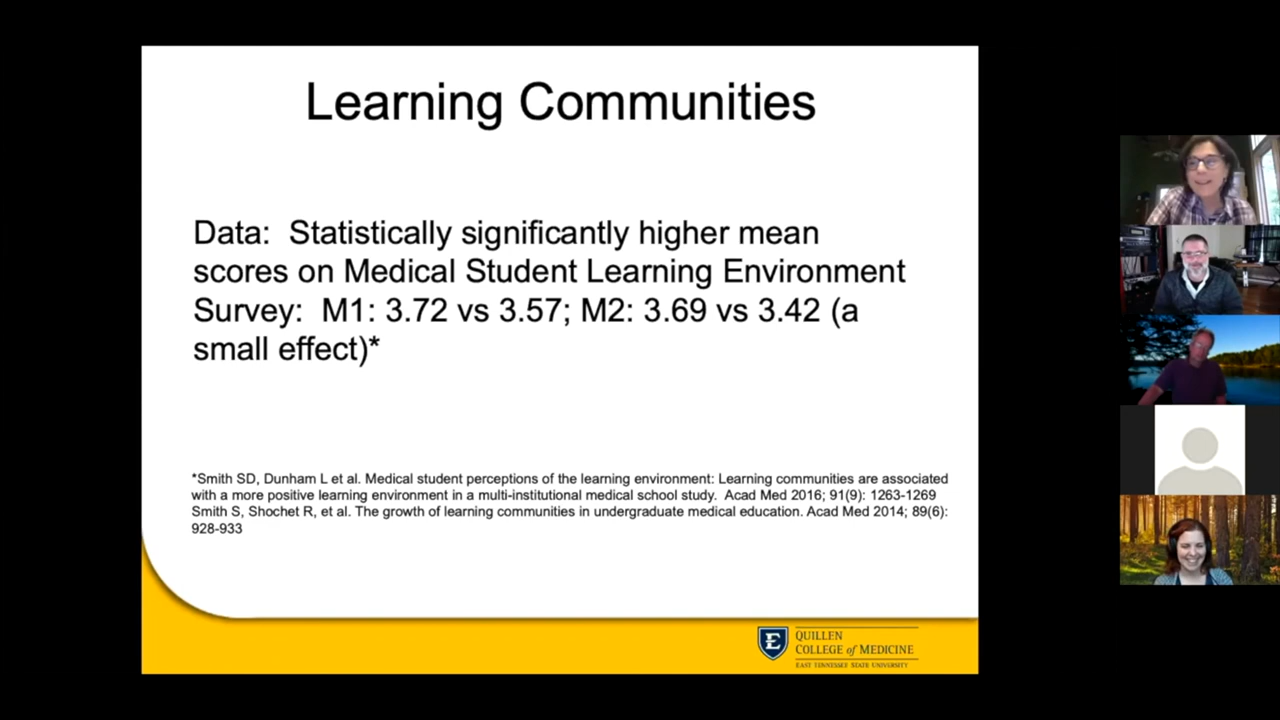 Learning Communities
Data:  Statistically significantly higher mean
scores on Medical Student Learning Environment
Survey:  M1: 3.72 vs 3.57; M2: 3.69 vs 3.42 (a
small effect)*
*Smith SD, Dunham L et al. Medical student perceptions of the learning environment: Learning communities are associated
with a more positive learning environment in a multi-institutional medical school study.  Acad Med 2016; 91(9): 1263-1269
Smith S, Shochet R, et al. The growth of learning communities in undergraduate medical education. Acad Med 2014; 89(6):
928-933
E
QUILLEN
COLLEGE of MEDICINE
EAST TENNESSEE STATE UNIVERSITY